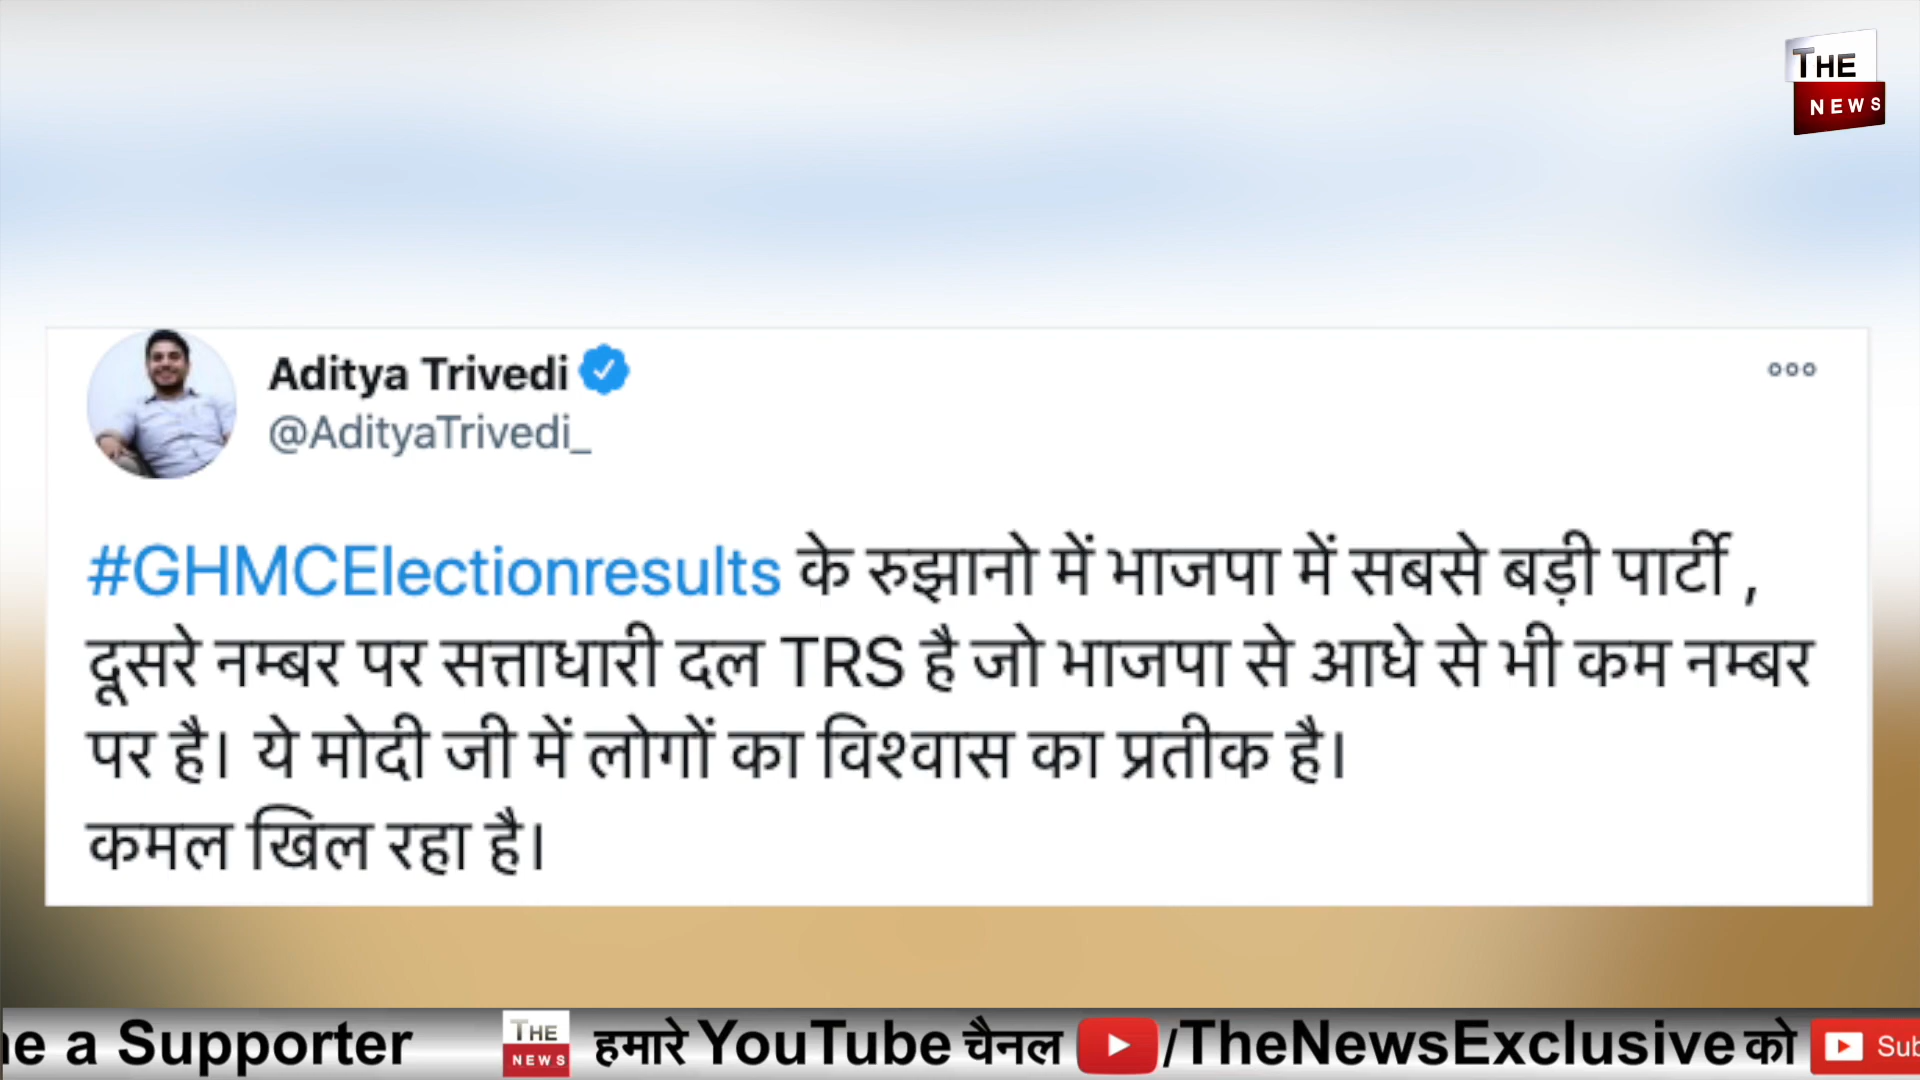 THE
NEWS
Aditya Trivedi
@AdityaTrivedi_
#GHMCElectionresults के रुझानो में भाजपा में सबसे बड़ी पार्टी ,
दूसरे नम्बर पर सत्ताधारी दल TRS है जो भाजपा से आधे से भी कम नम्बर
पर है। ये मोदी जी में लोगों का विश्वास का प्रतीक है।
कमल खिल रहा है।
a Supporter THE NEWS हमारे YouTube चैनल /TheNewsExclusive को